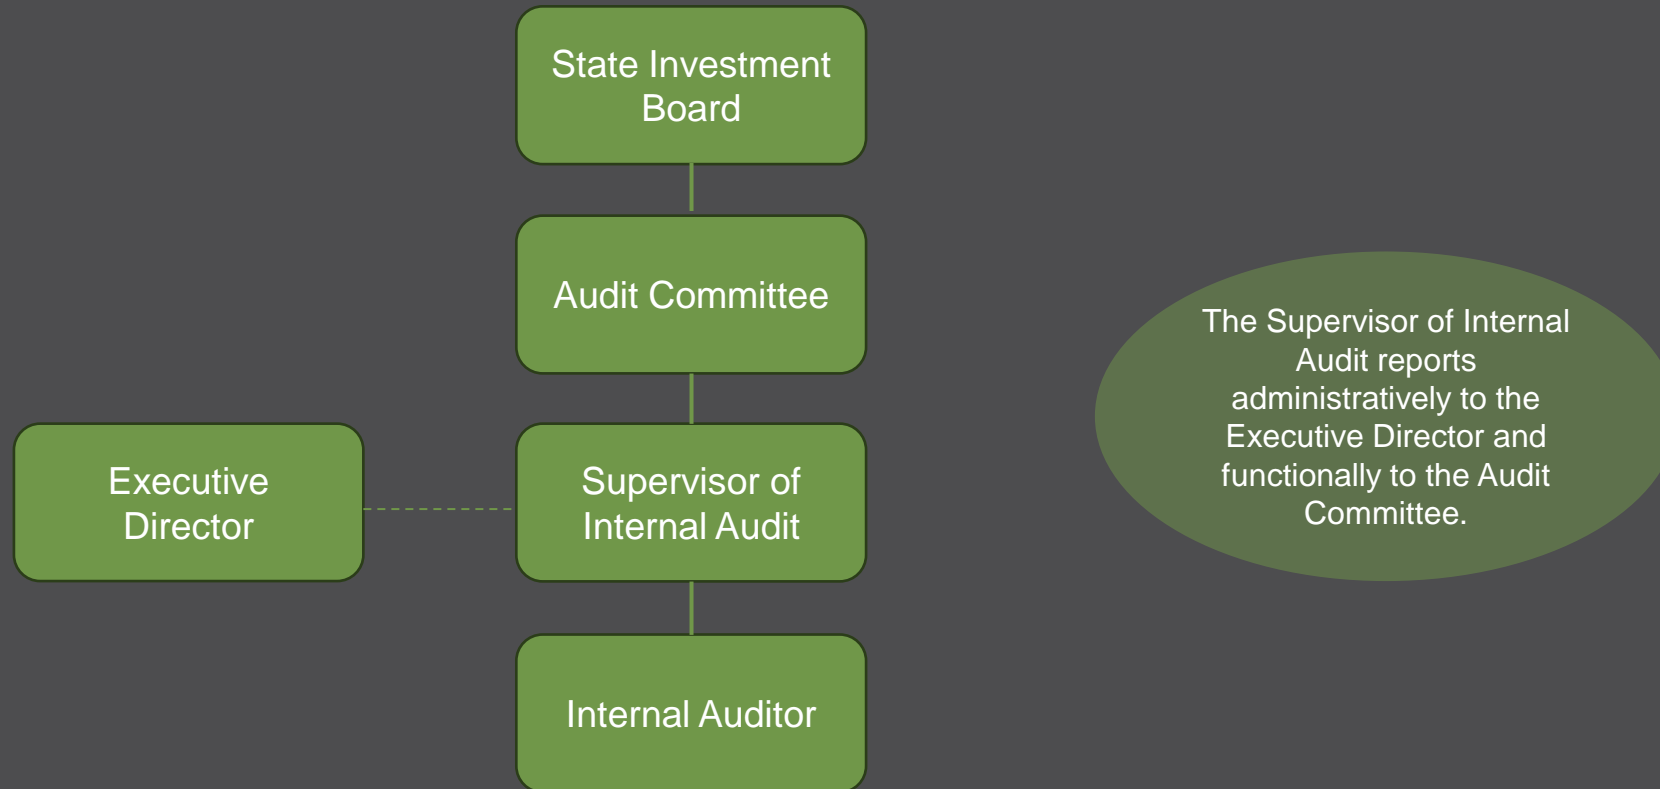 State Investment
Board
Audit Committee
Executive
Director
Supervisor of
Internal Audit
Internal Auditor
The Supervisor of Internal
Audit reports
administratively to the
Executive Director and
functionally to the Audit
Committee.